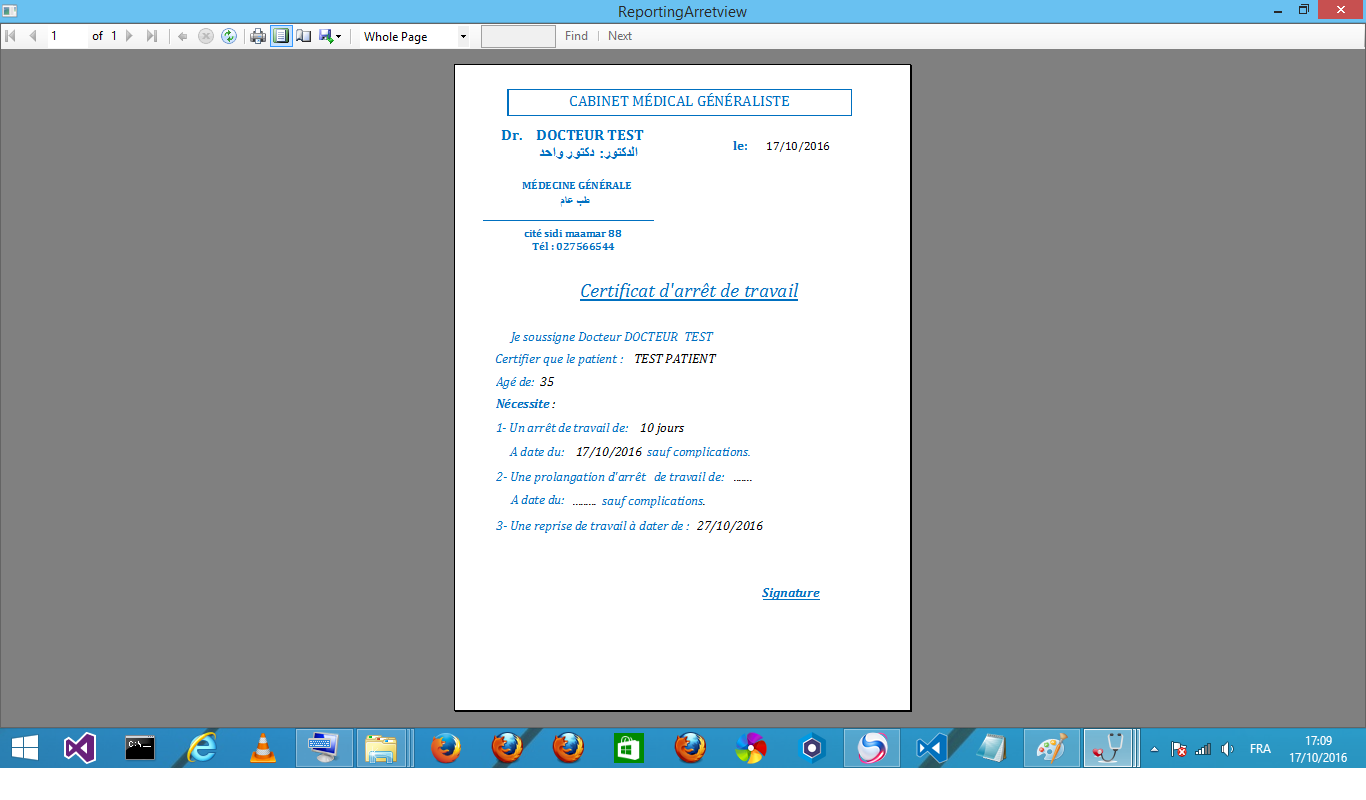 ReportingArretview
1 of 1 Whole Page Find Next
CABINET MÉDICAL GÉNÉRALISTE
Dr. DOCTEUR TEST
الدكتور: دكتور واحد
le: 17/10/2016
MÉDECINE GÉNÉRALE
طب عام
cité sidi maamar 88
Tél : 027566544
Certificat d'arrêt de travail
Je soussigne Docteur DOCTEUR TEST
Certifier que le patient : TEST PATIENT
Agé de: 35
Nécessite :
1- Un arrêt de travail de: 10 jours
A date du: 17/10/2016 sauf complications.
2- Une prolangation d'arrêt de travail de: .......
A date du: ......... sauf complications.
3- Une reprise de travail à dater de : 27/10/2016
Signature
C:\_
FRA
17:09
17/10/2016